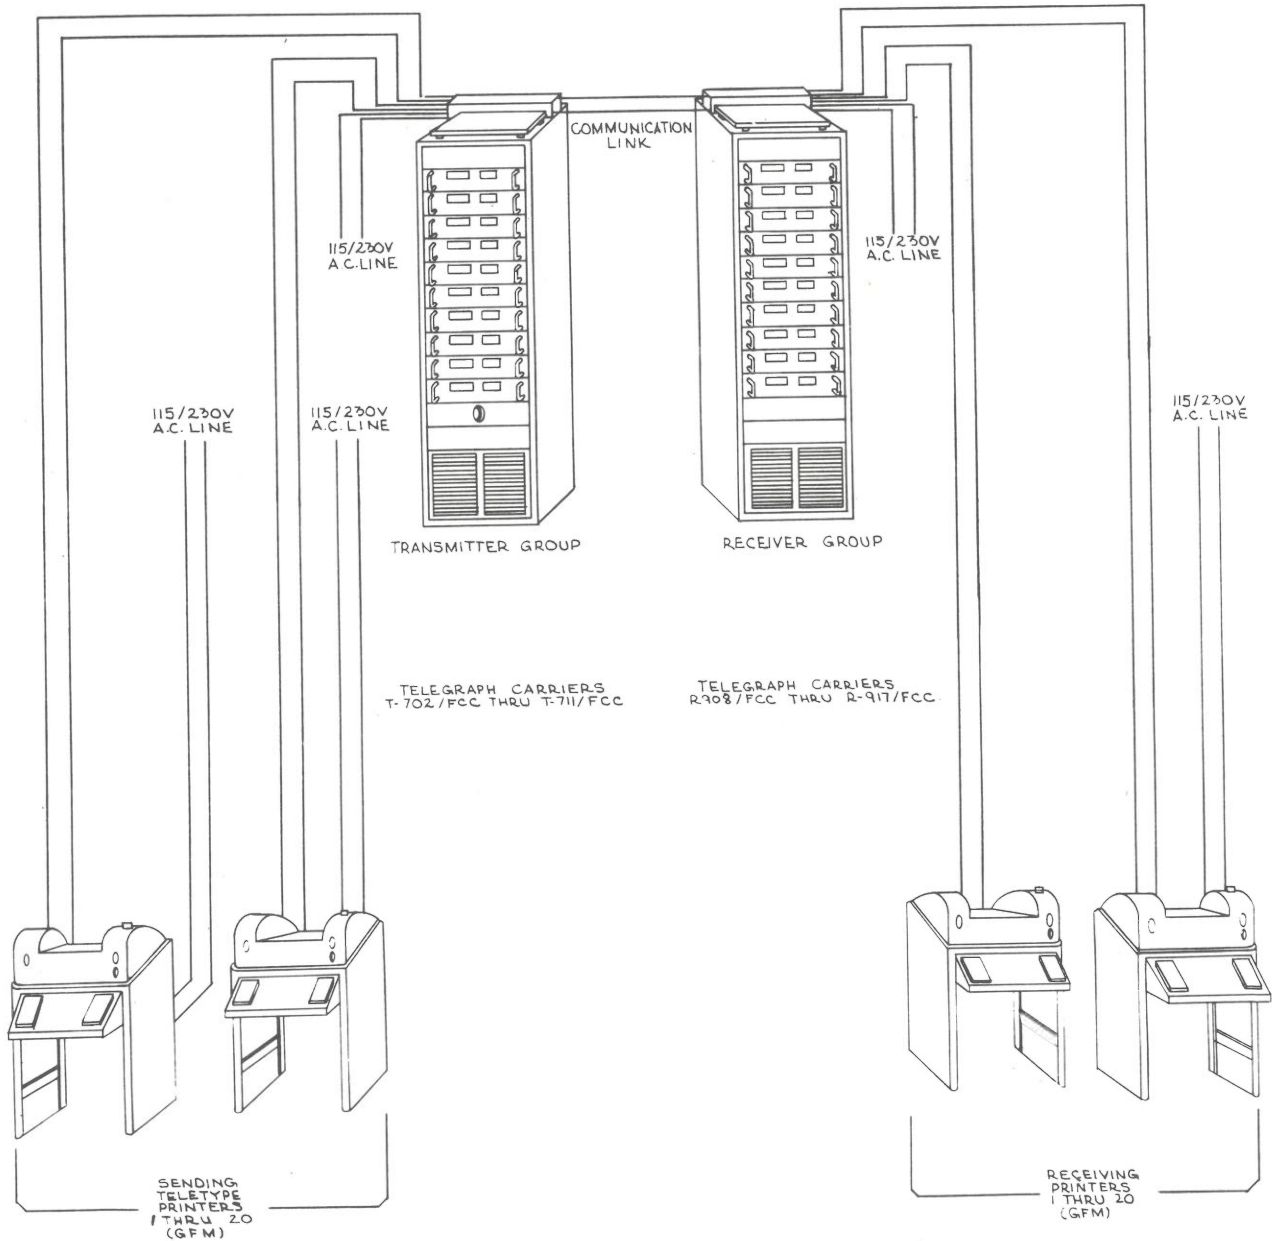 COMMUNICATION
LINK
115/230V
A.C. LINE
115/230V
A.C. LINE
115/230V
A.C. LINE
115/230V
A.C. LINE
115/230V
A.C. LINE
TRANSMITTER GROUP
RECEIVER GROUP
TELEGRAPH CARRIERS
T-702/FCC THRU T-711/FCC
TELEGRAPH CARRIERS
R908/FCC THRU R-917/FCC
SENDING
TELETYPE
PRINTERS
1 THRU 20
(GFM)
RECEIVING
PRINTERS
1 THRU 20
(GFM)